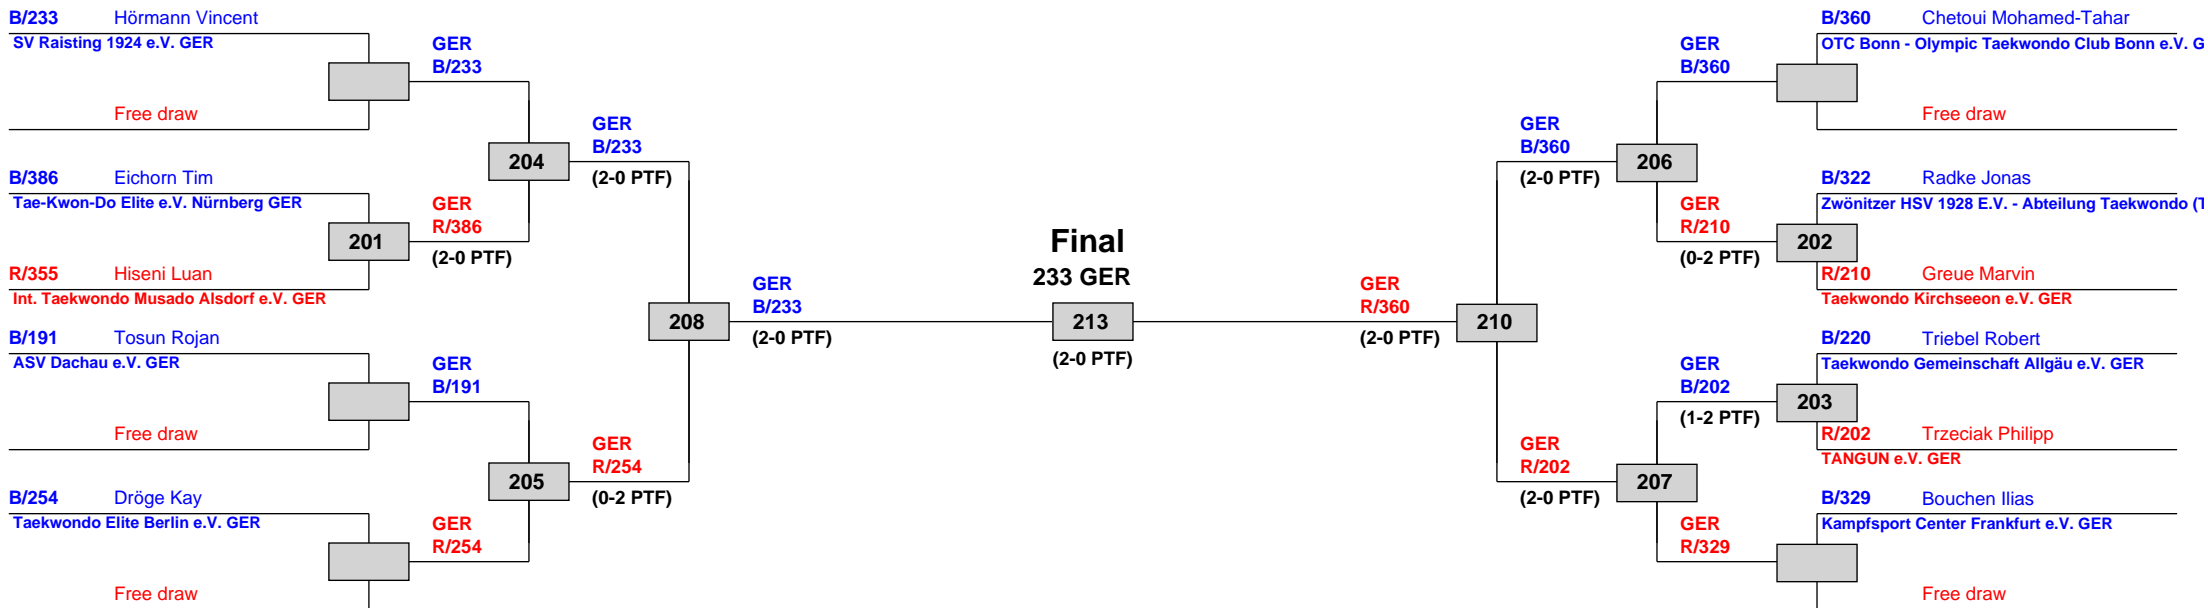 B/233 Hörmann Vincent
SV Raisting 1924 e.V. GER
Free draw
B/386 Eichorn Tim
Tae-Kwon-Do Elite e.V. Nürnberg GER
R/355 Hiseni Luan
Int. Taekwondo Musado Alsdorf e.V. GER
B/191 Tosun Rojan
ASV Dachau e.V. GER
Free draw
B/254 Dröge Kay
Taekwondo Elite Berlin e.V. GER
Free draw
GER
B/233
201
GER
R/386
(2-0 PTF)
GER
B/191
GER
R/254
204
GER
B/233
(2-0 PTF)
205
GER
R/254
(0-2 PTF)
208
GER
B/233
(2-0 PTF)
Final
233 GER
213
(2-0 PTF)
GER
R/360
(2-0 PTF)
210
GER
B/360
(2-0 PTF)
206
GER
R/202
(2-0 PTF)
207
GER
B/360
GER
R/210
(0-2 PTF)
202
GER
B/202
(1-2 PTF)
203
GER
R/329
B/360 Chetoui Mohamed-Tahar
OTC Bonn - Olympic Taekwondo Club Bonn e.V. G
Free draw
B/322 Radke Jonas
Zwönitzer HSV 1928 E.V. - Abteilung Taekwondo (T
R/210 Greue Marvin
Taekwondo Kirchseeon e.V. GER
B/220 Triebel Robert
Taekwondo Gemeinschaft Allgäu e.V. GER
R/202 Trzeciak Philipp
TANGUN e.V. GER
B/329 Bouchen Ilias
Kampfsport Center Frankfurt e.V. GER
Free draw